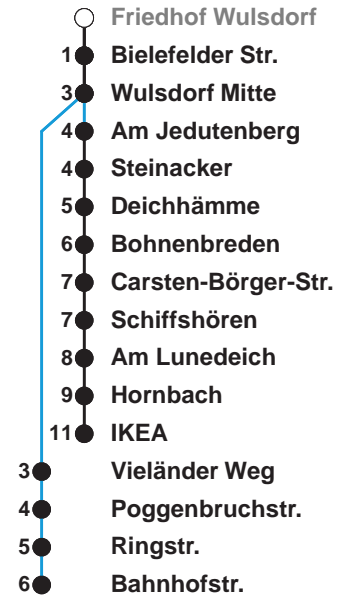 Friedhof Wulsdorf
1 Bielefelder Str.
3 Wulsdorf Mitte
4 Am Jedutenberg
4 Steinacker
5 Deichhämme
6 Bohnenbreden
7 Carsten-Börger-Str.
7 Schiffshören
8 Am Lunedeich
9 Hornbach
11 IKEA
3 Vieländer Weg
4 Poggenbruchstr.
5 Ringstr.
6 Bahnhofstr.